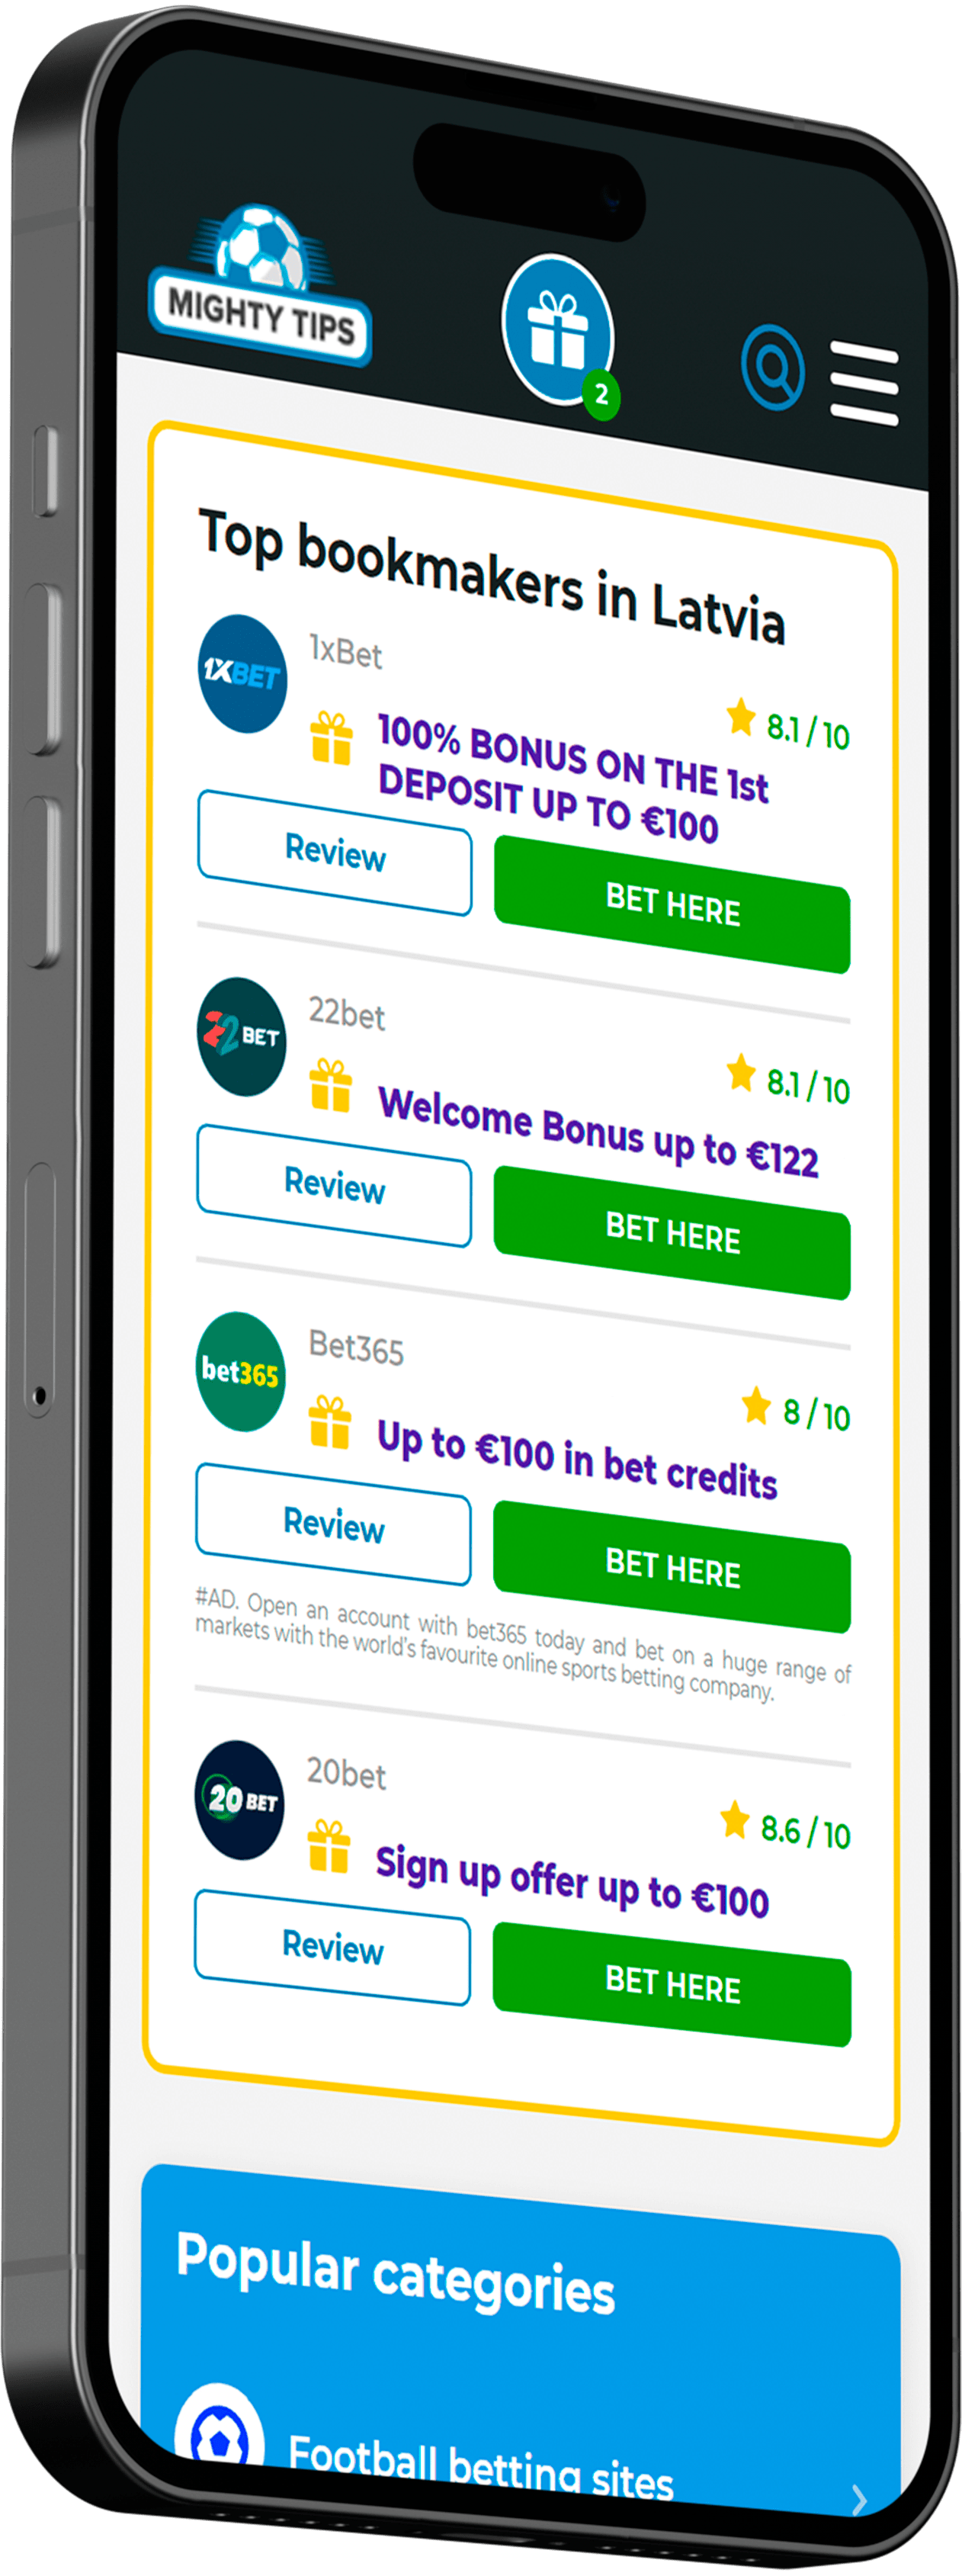 MIGHTY TIPS
2
Top bookmakers in Latvia
1XBET
1xBet
8.1 / 10
100% BONUS ON THE 1st
DEPOSIT UP TO €100
Review
BET HERE
22 BET
22bet
8.1 / 10
Welcome Bonus up to €122
Review
BET HERE
bet365
Bet365
8 / 10
Up to €100 in bet credits
Review
BET HERE
#AD. Open an account with bet365 today and bet on a huge range of
markets with the world's favourite online sports betting company.
20 BET
20bet
8.6 / 10
Sign up offer up to €100
Review
BET HERE
Popular categories
Football betting sites